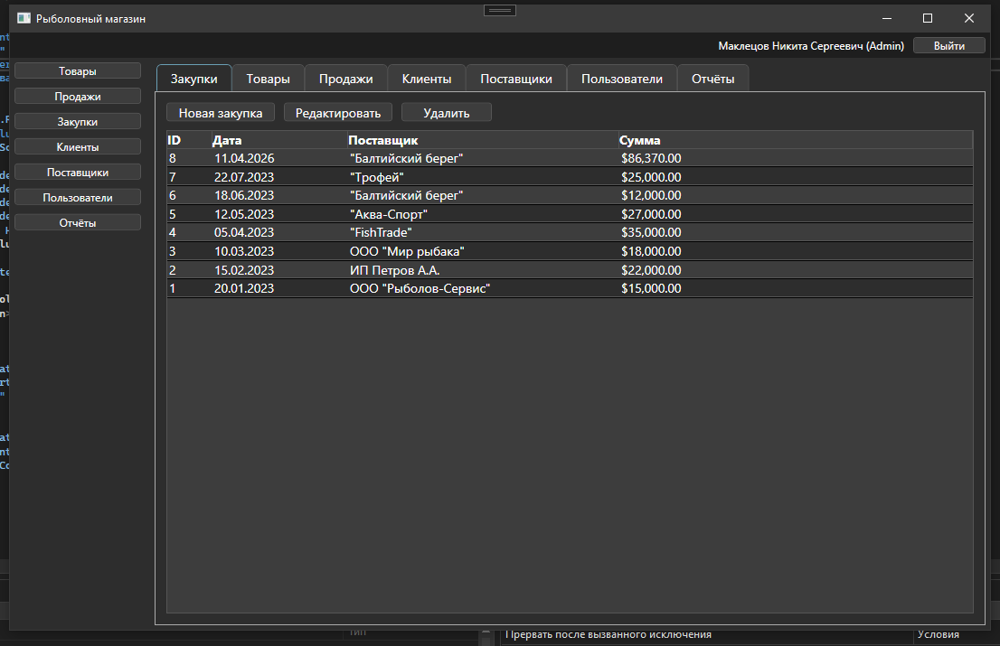 Рыболовный магазин
Маклецов Никита Сергеевич (Admin) Выйти
Товары
Продажи
Закупки
Клиенты
Поставщики
Пользователи
Отчёты
Закупки Товары Продажи Клиенты Поставщики Пользователи Отчёты
Новая закупка Редактировать Удалить
ID Дата Поставщик Сумма
8 11.04.2026 "Балтийский берег" $86,370.00
7 22.07.2023 "Трофей" $25,000.00
6 18.06.2023 "Балтийский берег" $12,000.00
5 12.05.2023 "Аква-Спорт" $27,000.00
4 05.04.2023 "FishTrade" $35,000.00
3 10.03.2023 ООО "Мир рыбака" $18,000.00
2 15.02.2023 ИП Петров А.А. $22,000.00
1 20.01.2023 ООО "Рыболов-Сервис" $15,000.00
Тип Прервать после вызванного исключения Условия